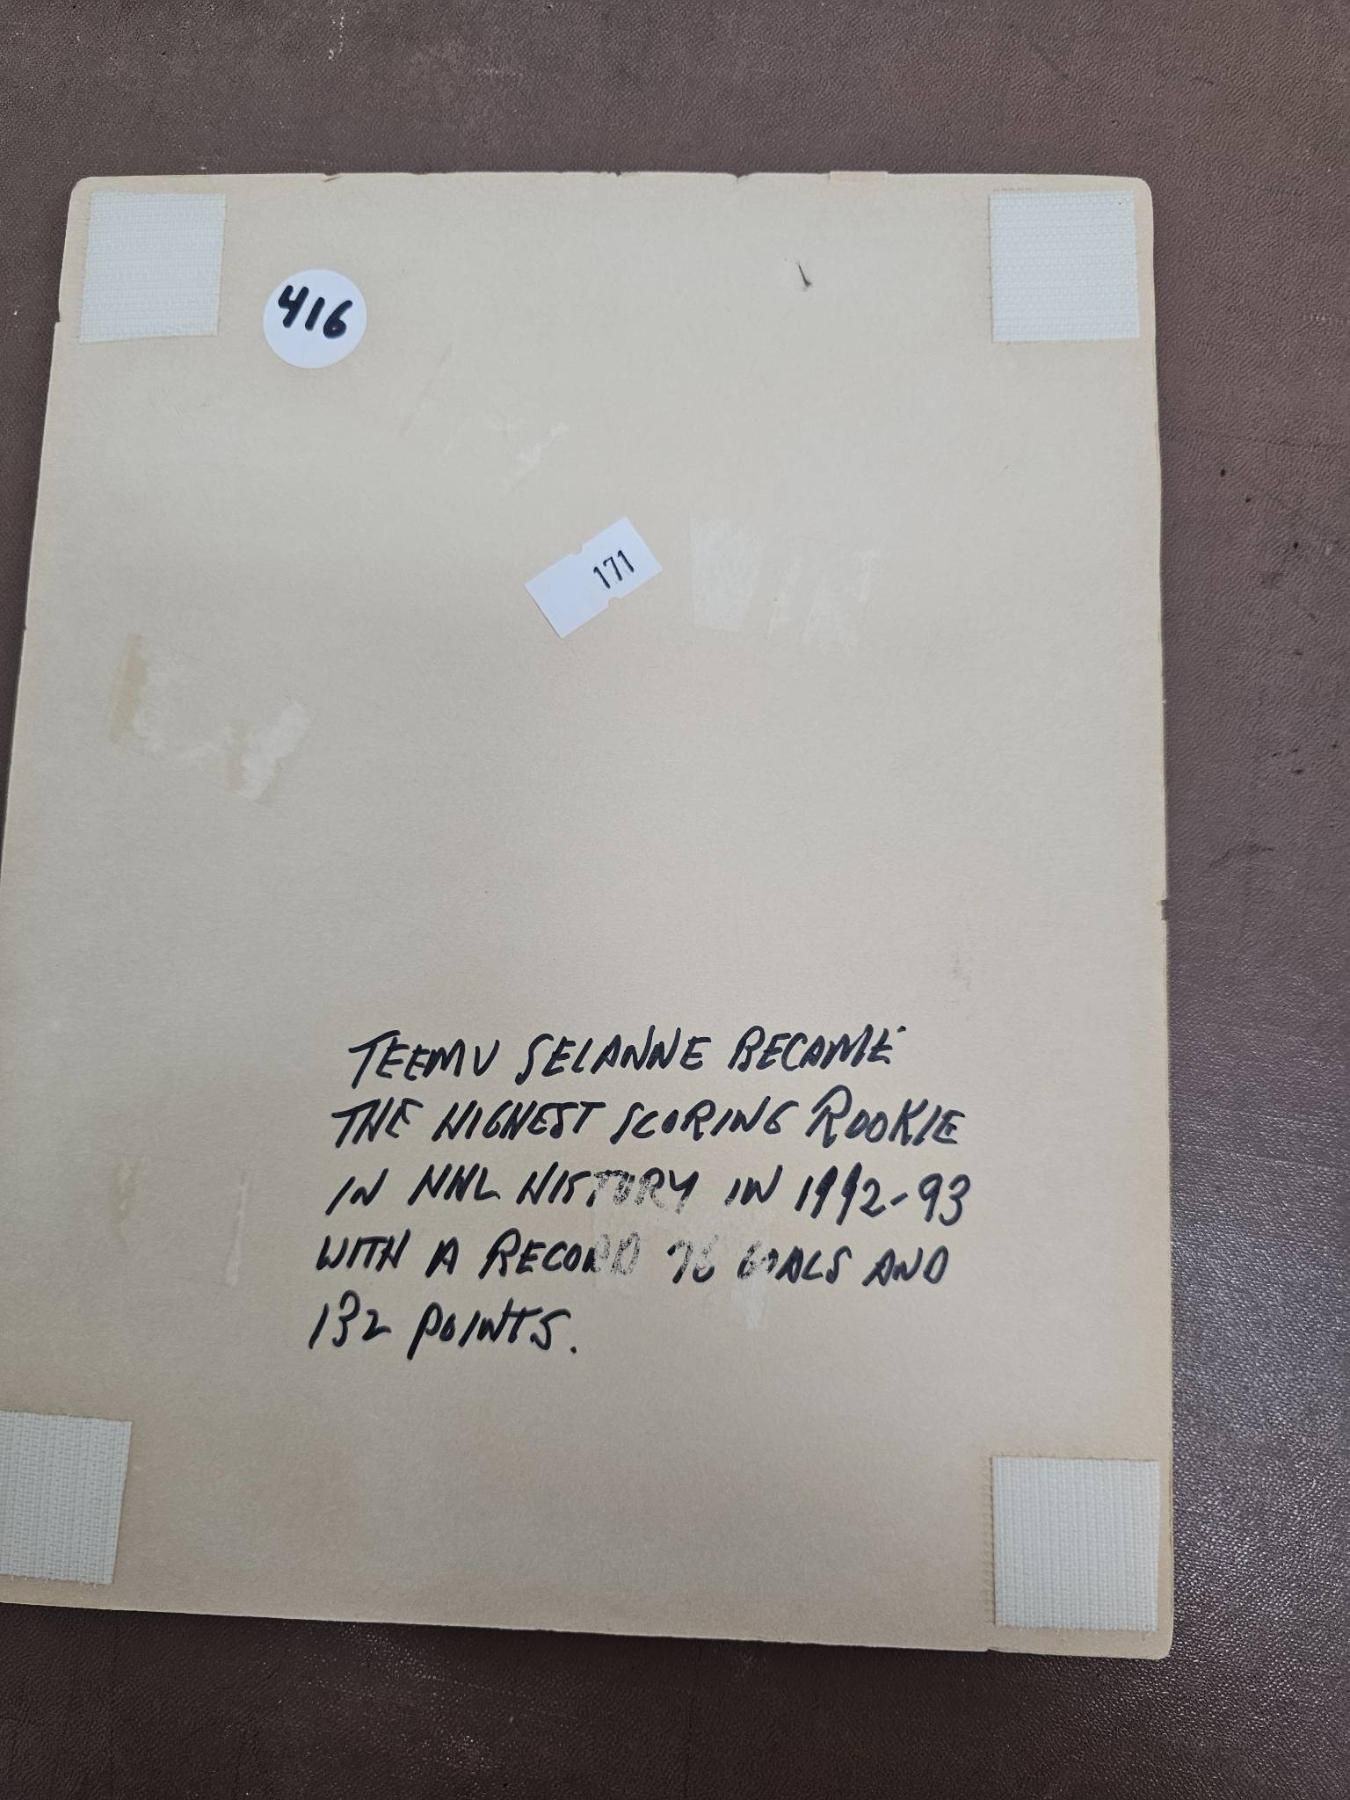 416
171
TEEMU SELANNE BECAME
THE HIGHEST SCORING ROOKIE
IN NHL HISTORY IN 1992-93
WITH A RECORD 76 GOALS AND
132 POINTS.